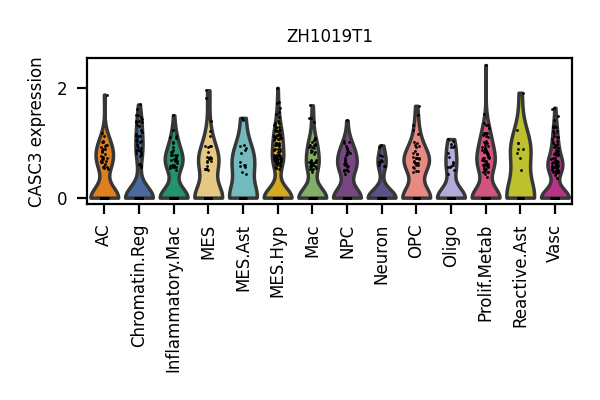 ZH1019T1
CASC3 expression
2
0
AC
Chromatin.Reg
Inflammatory.Mac
MES
MES.Ast
MES.Hyp
Mac
NPC
Neuron
OPC
Oligo
Prolif.Metab
Reactive.Ast
Vasc